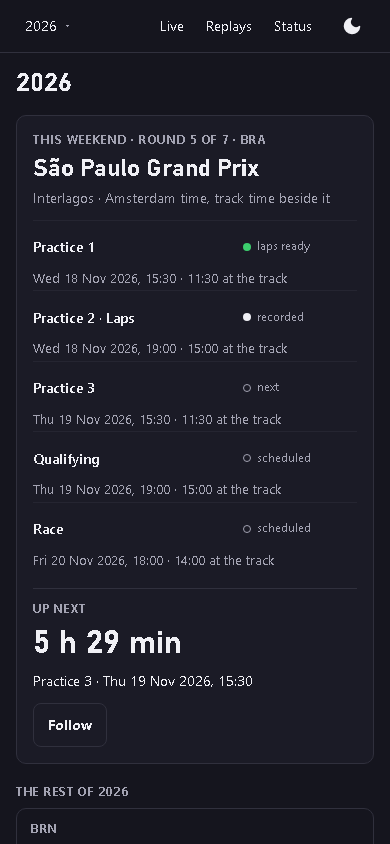 2026
Live
Replays
Status
2026
THIS WEEKEND · ROUND 5 OF 7 · BRA
São Paulo Grand Prix
Interlagos · Amsterdam time, track time beside it
Practice 1
laps ready
Wed 18 Nov 2026, 15:30 · 11:30 at the track
Practice 2 · Laps
recorded
Wed 18 Nov 2026, 19:00 · 15:00 at the track
Practice 3
next
Thu 19 Nov 2026, 15:30 · 11:30 at the track
Qualifying
scheduled
Thu 19 Nov 2026, 19:00 · 15:00 at the track
Race
scheduled
Fri 20 Nov 2026, 18:00 · 14:00 at the track
UP NEXT
5 h 29 min
Practice 3 · Thu 19 Nov 2026, 15:30
Follow
THE REST OF 2026
BRN